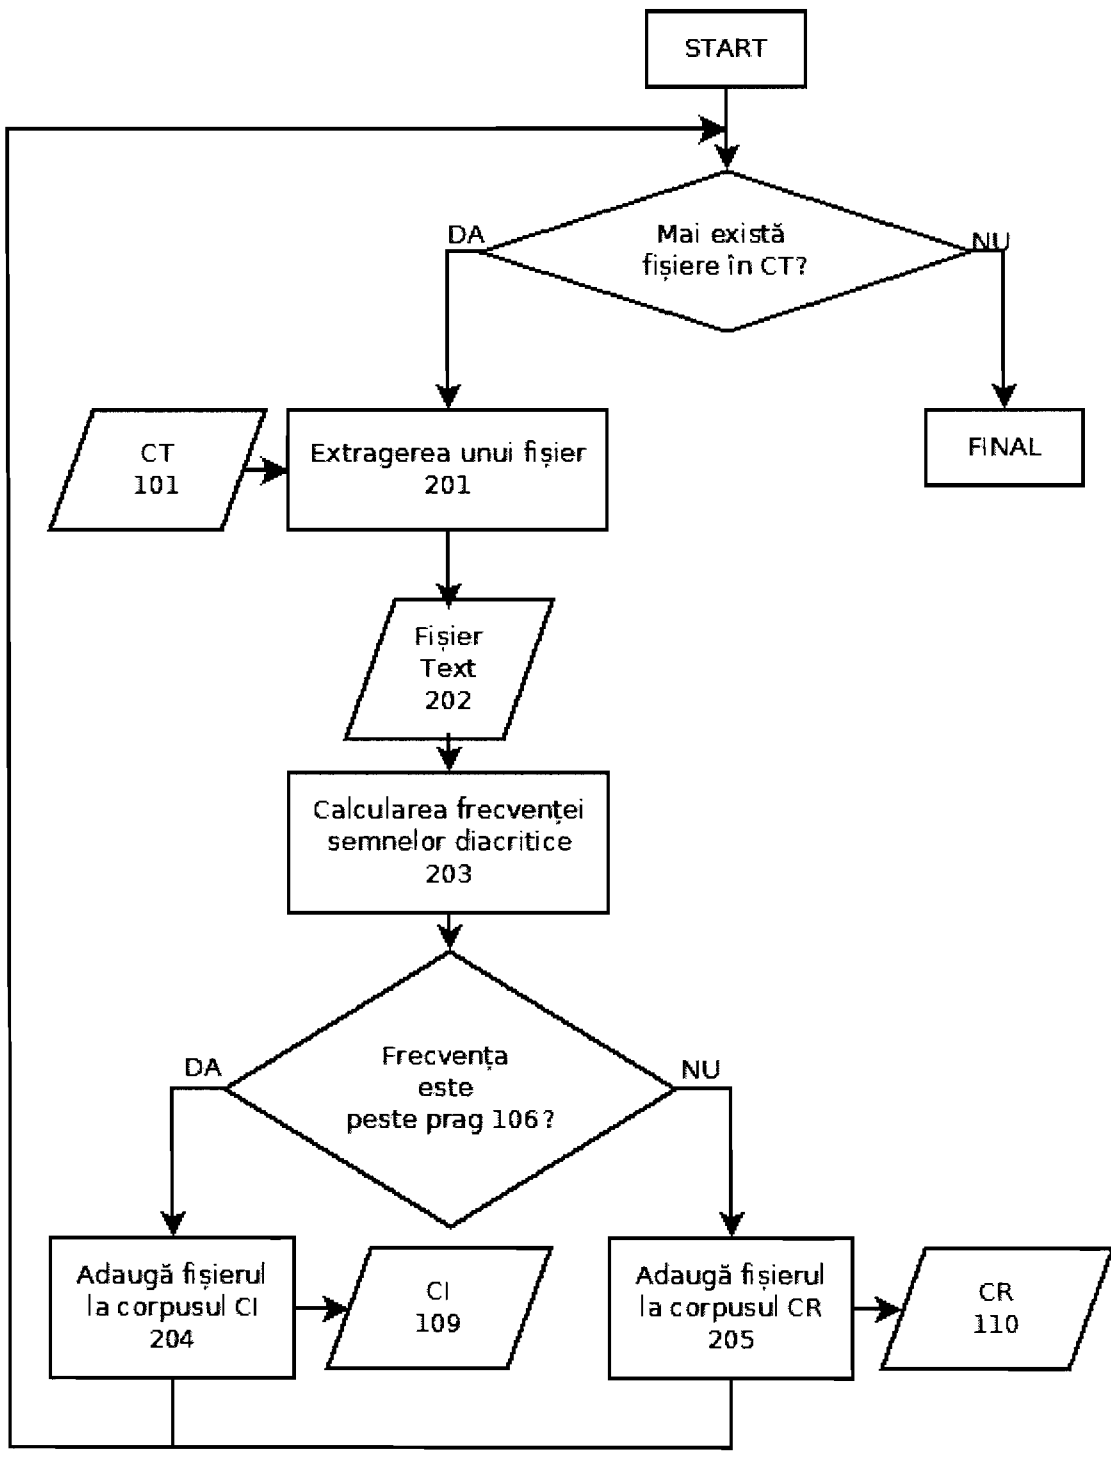 START
Mai există
fișiere în CT?
DA
NU
CT
101
Extragerea unui fișier
201
FINAL
Fișier
Text
202
Calcularea frecvenței
semnelor diacritice
203
Frecvența
este
peste prag 106?
DA
NU
Adaugă fișierul
la corpusul CI
204
CI
109
Adaugă fișierul
la corpusul CR
205
CR
110